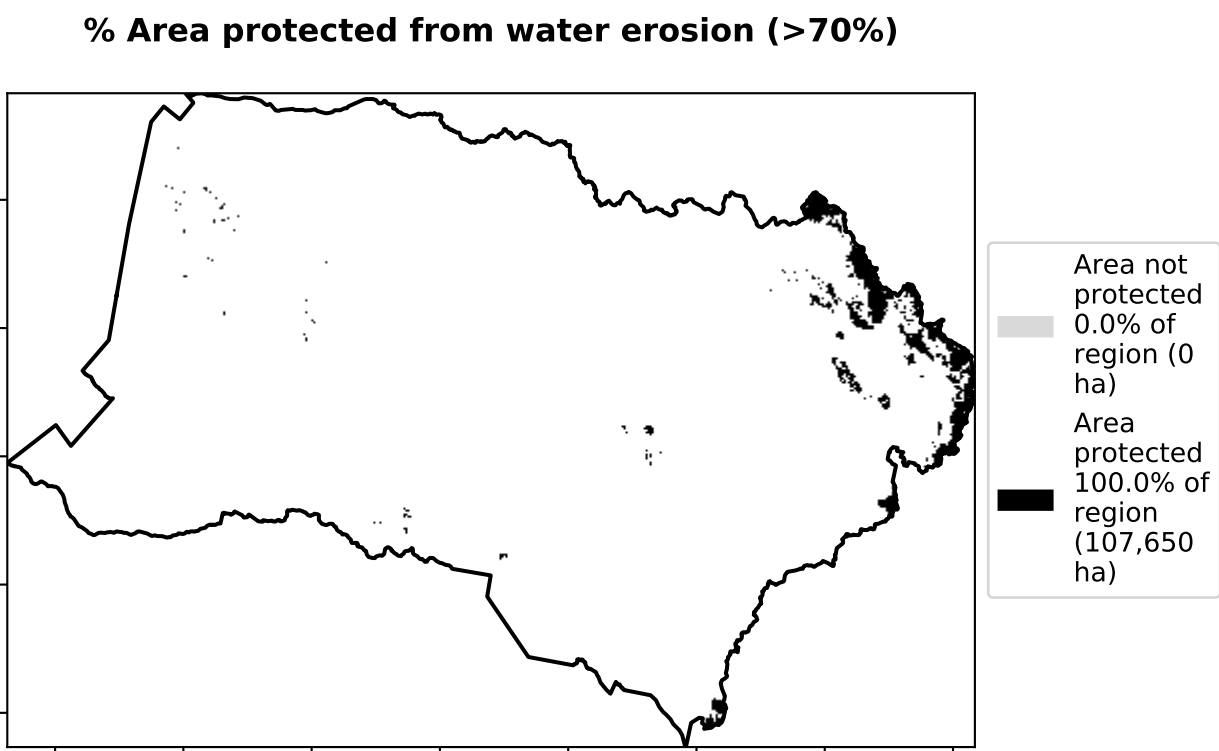 % Area protected from water erosion (>70%)
Area not
protected
0.0% of
region (0
ha)
Area
protected
100.0% of
region
(107,650
ha)